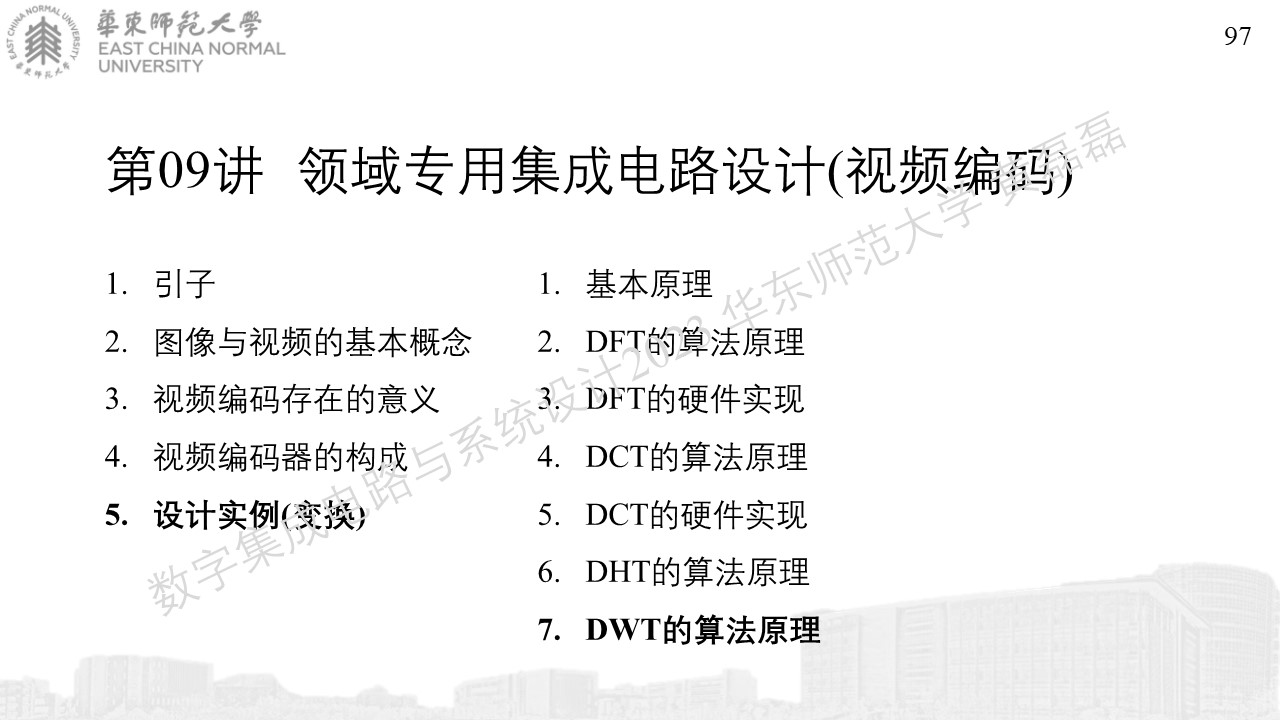 華東師範大學
EAST CHINA NORMAL
UNIVERSITY
EAST CHINA NORMAL UNIVERSITY
華東師範大學
97
第09讲 领域专用集成电路设计(视频编码)
1. 引子
2. 图像与视频的基本概念
3. 视频编码存在的意义
4. 视频编码器的构成
5. 设计实例(变换)
1. 基本原理
2. DFT的算法原理
3. DFT的硬件实现
4. DCT的算法原理
5. DCT的硬件实现
6. DHT的算法原理
7. DWT的算法原理
数字集成电路与系统设计2023 华东师范大学 黄磊磊